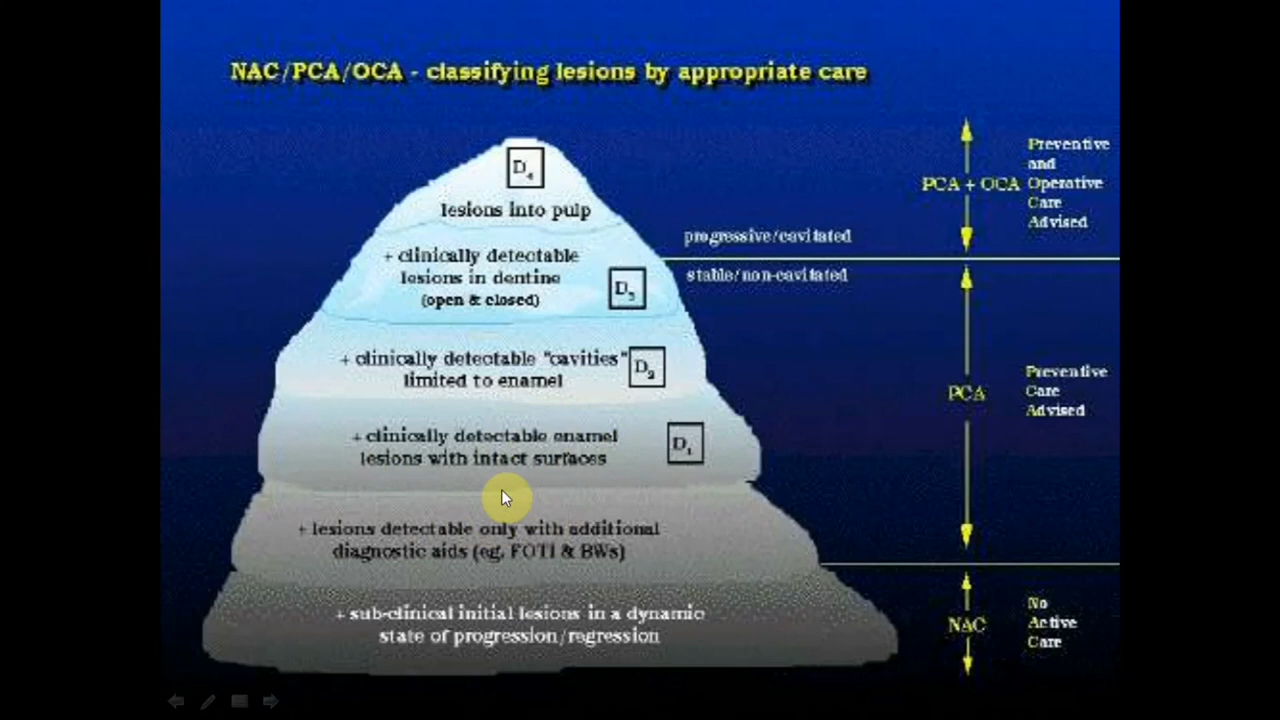 NAC/PCA/OCA - classifying lesions by appropriate care
D4
lesions into pulp
+ clinically detectable
lesions in dentine
(open & closed)
D3
+ clinically detectable "cavities"
limited to enamel
D2
+ clinically detectable enamel
lesions with intact surfaces
D1
+ lesions detectable only with additional
diagnostic aids (eg. FOTI & BWs)
+ sub-clinical initial lesions in a dynamic
state of progression/regression
progressive/cavitated
stable/non-cavitated
PCA + OCA
Preventive
and
Operative
Care
Advised
PCA
Preventive
Care
Advised
NAC
No
Active
Care